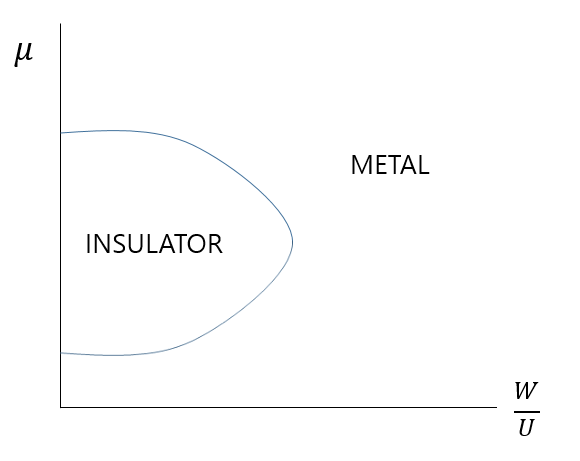 μ
METAL
INSULATOR
W
U